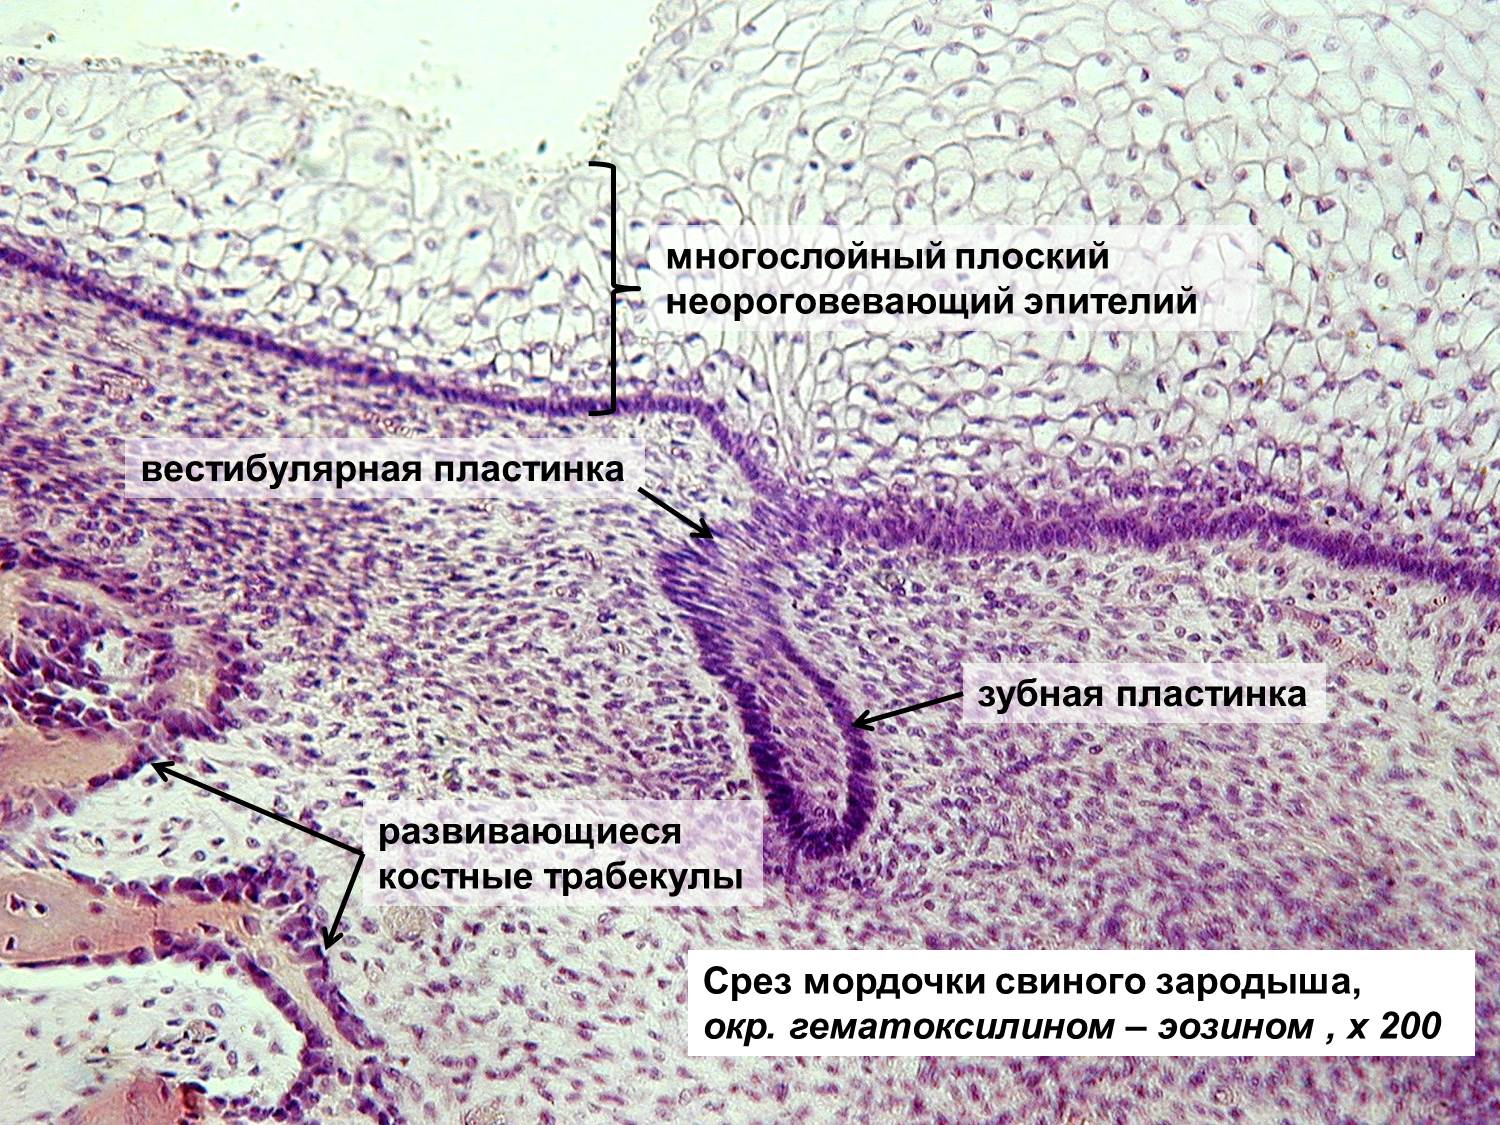 многослойный плоский
неороговевающий эпителий
вестибулярная пластинка
зубная пластинка
развивающиеся
костные трабекулы
Срез мордочки свиного зародыша,
окр. гематоксилином – эозином , х 200